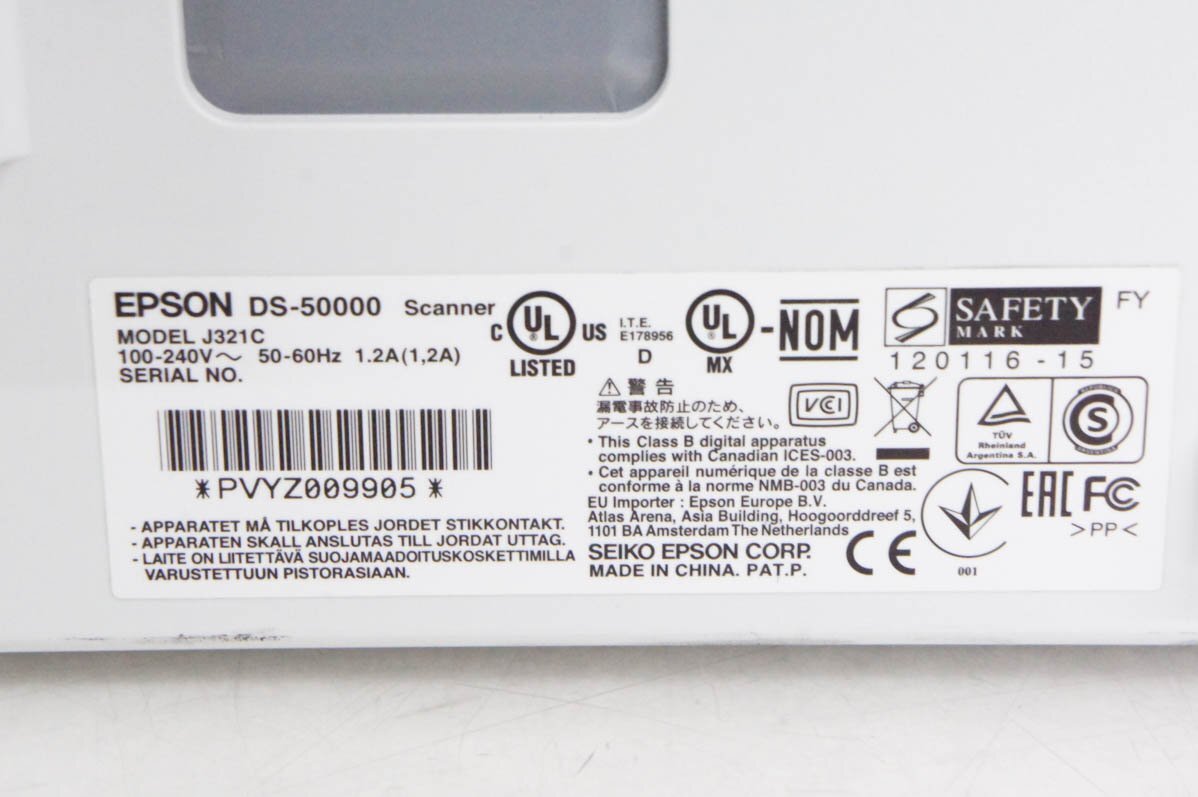 EPSON DS-50000 Scanner
MODEL J321C
100-240V～ 50-60Hz 1.2A(1,2A)
SERIAL NO.
*PVYZ009905*
- APPARATET MÅ TILKOPLES JORDET STIKKONTAKT.
- APPARATEN SKALL ANSLUTAS TILL JORDAT UTTAG.
- LAITE ON LIITETTÄVÄ SUOJAMAADOITUSKOSKETTIMILLA
VARUSTETTUUN PISTORASIAAN.
C UL ® US
LISTED
I.T.E.
E178956
D
UL ® -NOM
MX
S SAFETY
MARK
FY
120116-15
⚠ 警告
漏電事故防止のため、
アースを接続してください。
VCI
TÜV
Rheinland
Argentina S.A.
REPUBLICA
S
ARGENTINA
• This Class B digital apparatus
complies with Canadian ICES-003.
• Cet appareil numérique de la classe B est
conforme à la norme NMB-003 du Canada.
EU Importer : Epson Europe B.V.
Atlas Arena, Asia Building, Hoogoorddreef 5,
1101 BA Amsterdam The Netherlands
SEIKO EPSON CORP.
MADE IN CHINA. PAT.P.
CE
001
EAC FC
>PP<